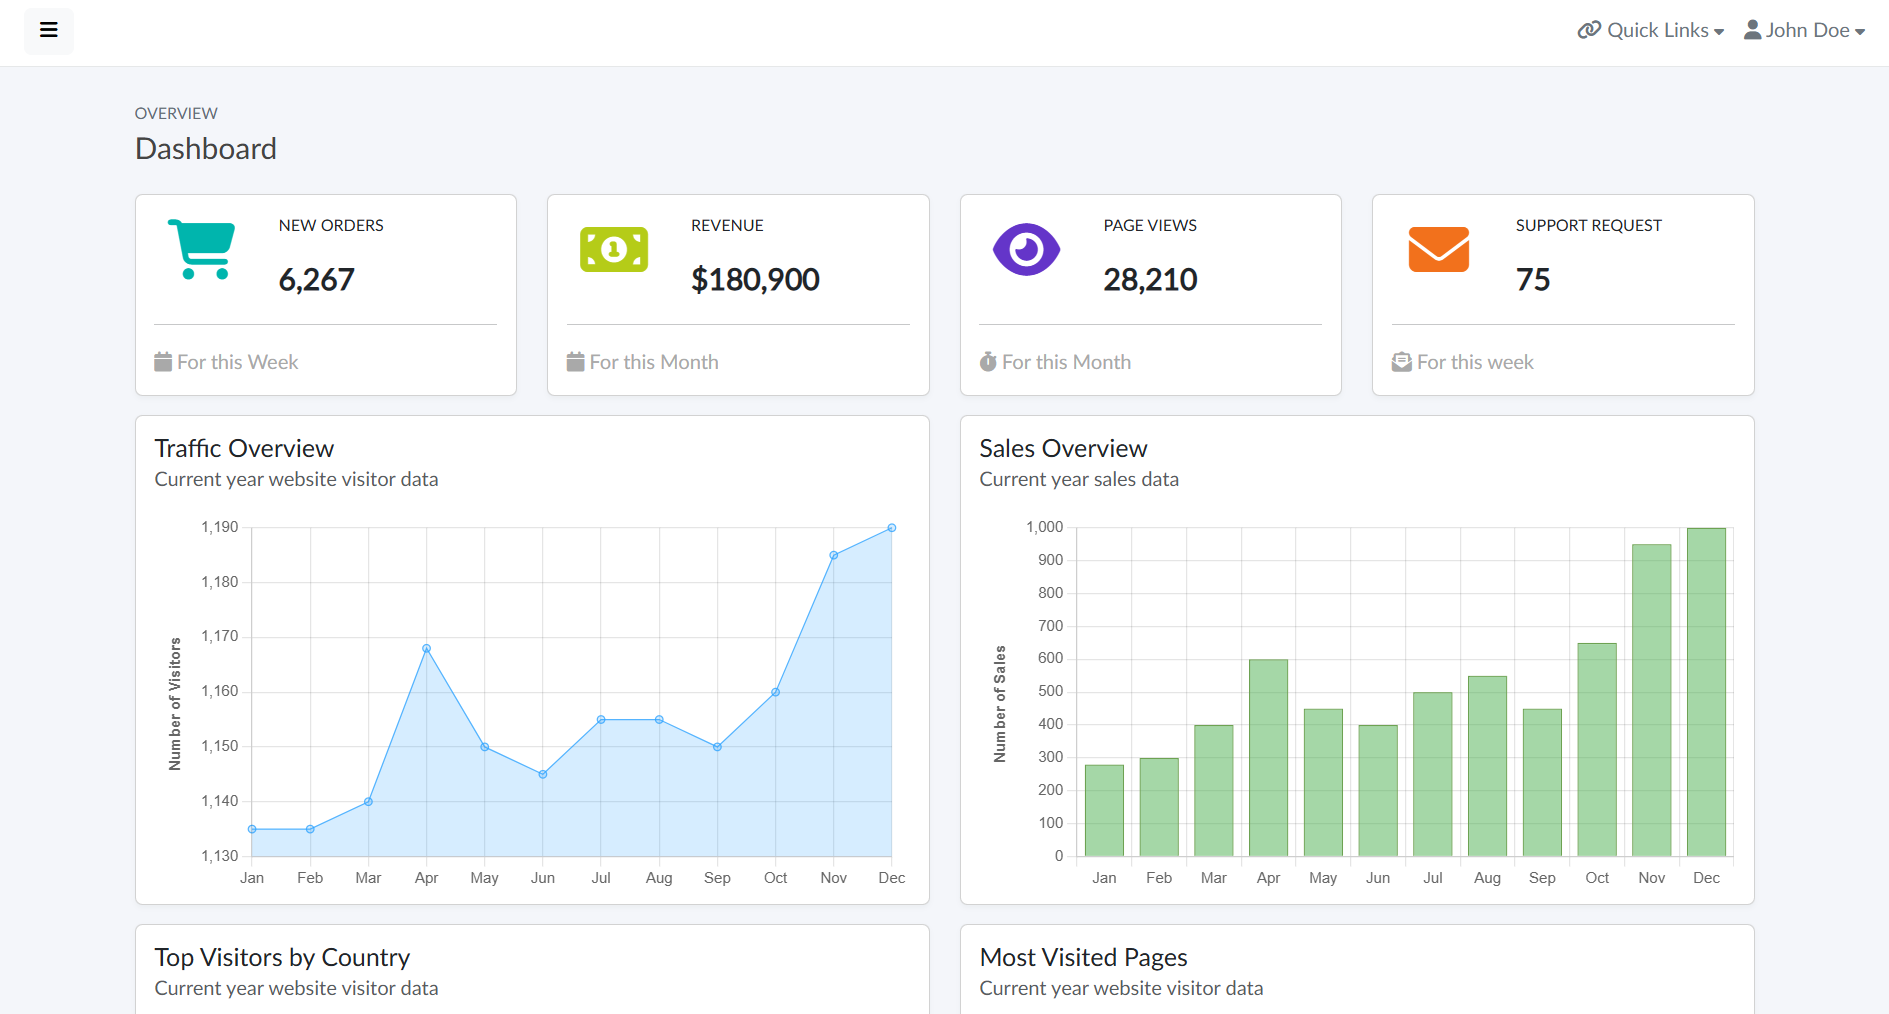 Quick Links
John Doe
OVERVIEW
Dashboard
NEW ORDERS
6,267
For this Week
REVENUE
$180,900
For this Month
PAGE VIEWS
28,210
For this Month
SUPPORT REQUEST
75
For this week
Traffic Overview
Current year website visitor data
Number of Visitors
1,190
1,180
1,170
1,160
1,150
1,140
1,130
Jan Feb Mar Apr May Jun Jul Aug Sep Oct Nov Dec
Sales Overview
Current year sales data
Number of Sales
1,000
900
800
700
600
500
400
300
200
100
0
Jan Feb Mar Apr May Jun Jul Aug Sep Oct Nov Dec
Top Visitors by Country
Current year website visitor data
Most Visited Pages
Current year website visitor data